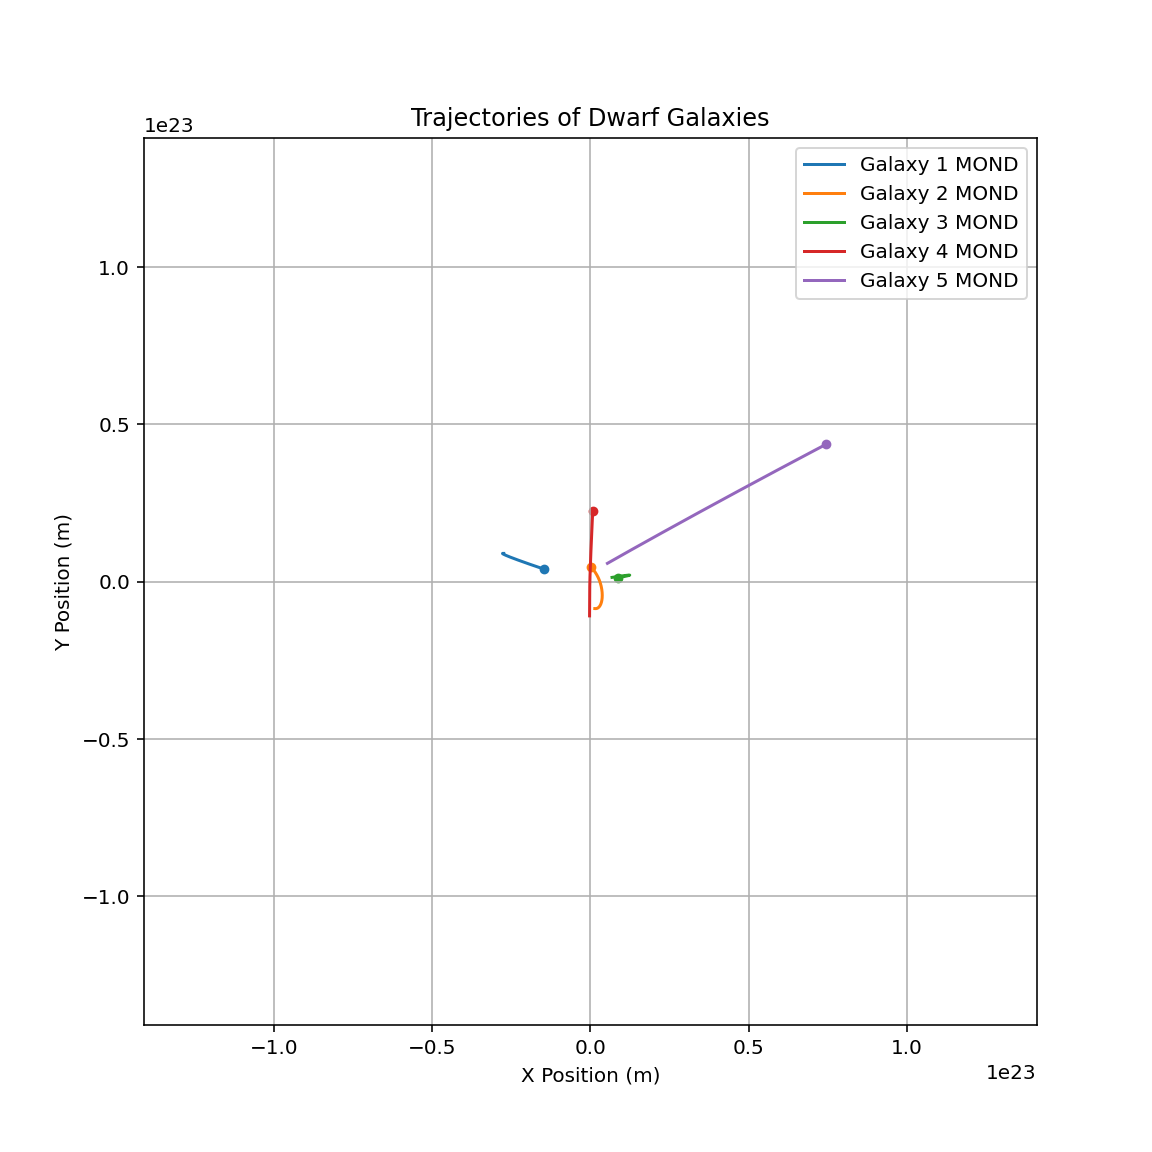 Trajectories of Dwarf Galaxies
1e23
Galaxy 1 MOND
Galaxy 2 MOND
Galaxy 3 MOND
Galaxy 4 MOND
Galaxy 5 MOND
1.0
0.5
0.0
−0.5
−1.0
Y Position (m)
−1.0 −0.5 0.0 0.5 1.0
X Position (m)
1e23